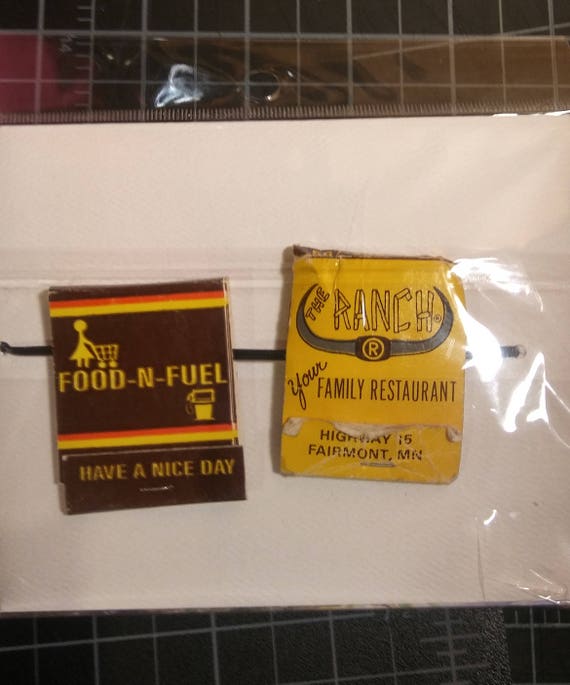 FOOD-N-FUEL
HAVE A NICE DAY
THE RANCH®
R
Your FAMILY RESTAURANT
HIGHWAY 15
FAIRMONT, MN